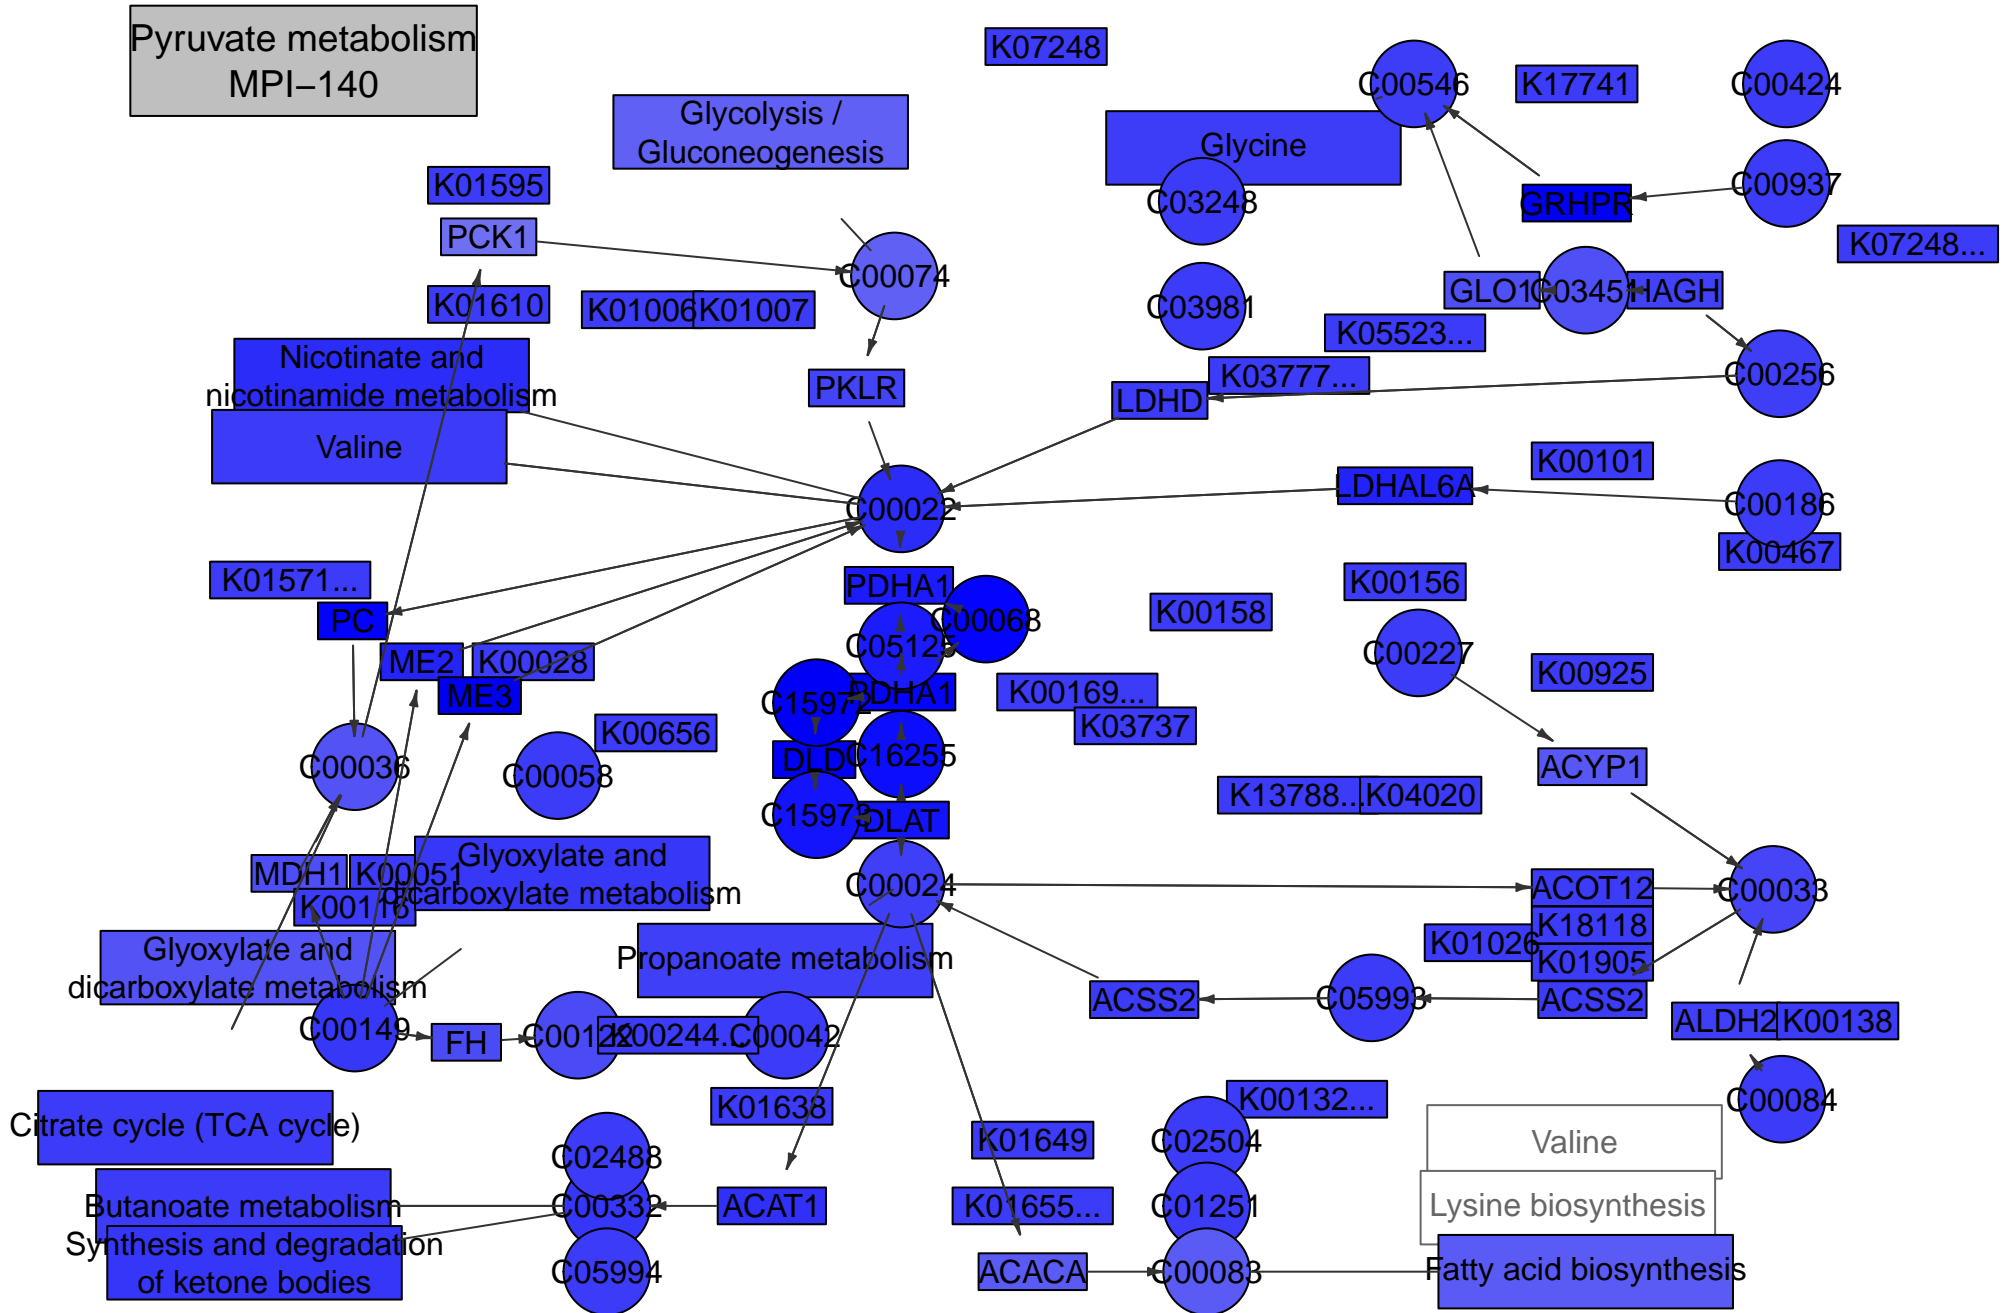 Pyruvate metabolism
MPI−140
K07248
C00546
K17741
C00424
Glycolysis /
Gluconeogenesis
Glycine
K01595
C03248
GRHPR
C00937
PCK1
K07248...
C00074
K01610
K01006
K01007
C03981
GLO1
C03451
HAGH
K05523...
Nicotinate and
nicotinamide metabolism
PKLR
K03777...
LDHD
C00256
Valine
K00101
LDHAL6A
C00022
C00186
K00467
K01571...
PDHA1
K00156
PC
C00068
K00158
C05125
C00227
ME2
K00028
ME3
K00925
C15972
PDHA1
K00169...
K03737
K00656
C00036
C00058
DLD
C16255
ACYP1
K13788...
K04020
C15973
DLAT
MDH1
K00051
Glyoxylate and
dicarboxylate metabolism
K00116
C00024
ACOT12
C00033
K18118
K01026
K01905
Glyoxylate and
dicarboxylate metabolism
Propanoate metabolism
ACSS2
C05993
ACSS2
ALDH2
K00138
C00149
FH
C00122
K00244...
C00042
K01638
K00132...
C00084
Citrate cycle (TCA cycle)
C02488
K01649
C02504
Valine
Butanoate metabolism
C00332
ACAT1
K01655...
C01251
Lysine biosynthesis
Synthesis and degradation
of ketone bodies
C05994
ACACA
C00083
Fatty acid biosynthesis